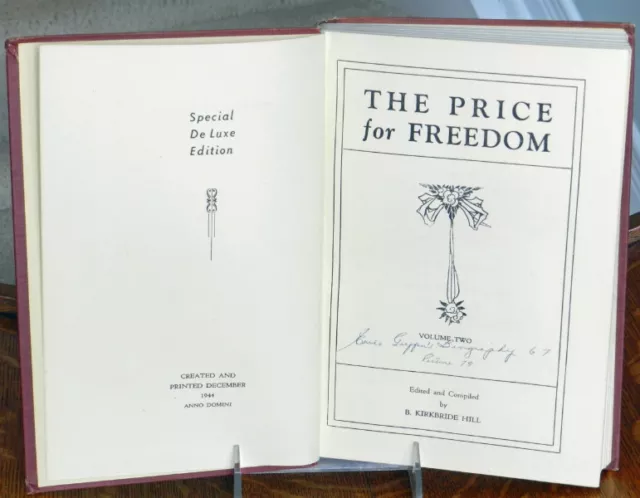 Special
De Luxe
Edition
CREATED AND
PRINTED DECEMBER
1944
ANNO DOMINI
THE PRICE
for FREEDOM
VOLUME TWO
Biography 67
Edited and Compiled
by
B. KIRKBRIDE HILL